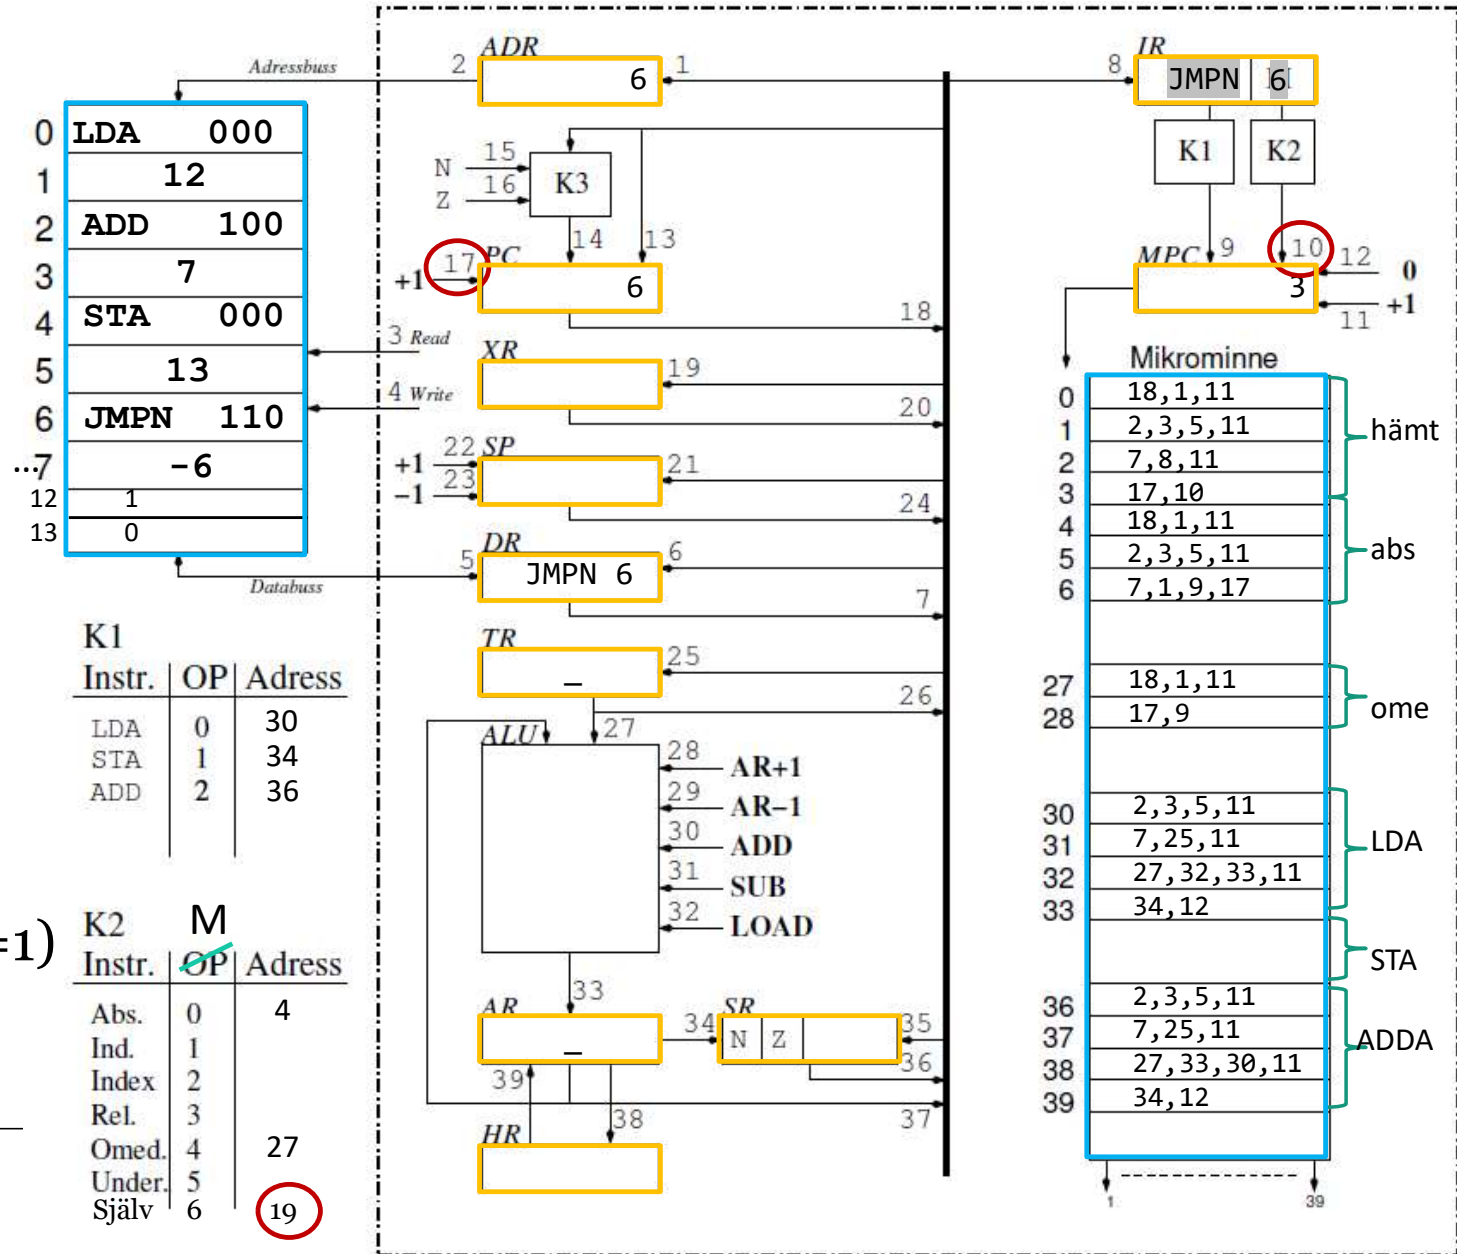 Adressbuss
0 LDA 000
1 12
2 ADD 100
3 7
4 STA 000
5 13
6 JMPN 110
...7 -6
12 1
13 0
Databuss
K1
Instr. OP Adress
LDA 0 30
STA 1 34
ADD 2 36
=1)
K2 M
Instr. OP Adress
Abs. 0 4
Ind. 1
Index 2
Rel. 3
Omed. 4 27
Under. 5
Själv 6 19
ADR
2 6 1
N 15
Z 16
K3
14 13
PC
+1 17 6
18
3 Read
4 Write
XR
19
20
+1 22 SP
-1 23 21
24
DR
5 JMPN 6 6
7
TR
25
_
26
27
ALU
28 AR+1
29 AR−1
30 ADD
31 SUB
32 LOAD
33
AR
_
34 SR
N Z
35
36
37
39 38
HR
IR
8 JMPN 6
K1 K2
9 10
MPC
3
12 0
11 +1
Mikrominne
0 18,1,11
1 2,3,5,11
2 7,8,11
3 17,10
hämt
4 18,1,11
5 2,3,5,11
6 7,1,9,17
abs
27 18,1,11
28 17,9
ome
30 2,3,5,11
31 7,25,11
32 27,32,33,11
33 34,12
LDA
STA
36 2,3,5,11
37 7,25,11
38 27,33,30,11
39 34,12
ADDA
1 39